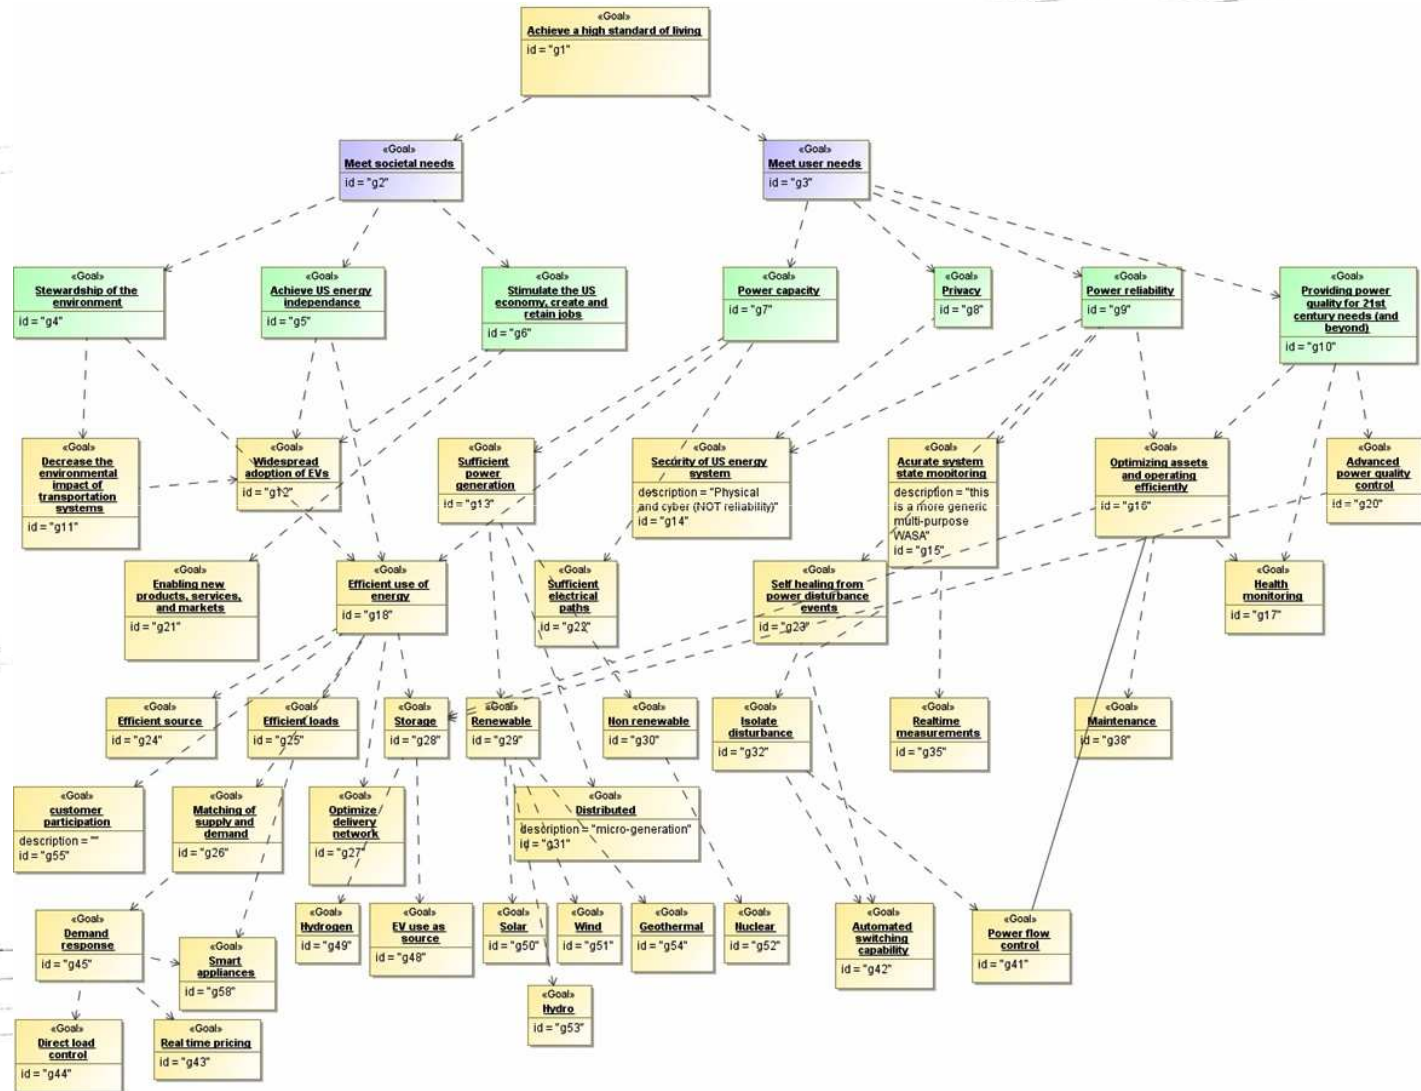 «Goal»
Achieve a high standard of living
id = "g1"
«Goal»
Meet societal needs
id = "g2"
«Goal»
Meet user needs
id = "g3"
«Goal»
Stewardship of the
environment
id = "g4"
«Goal»
Achieve US energy
independance
id = "g5"
«Goal»
Stimulate the US
economy, create and
retain jobs
id = "g6"
«Goal»
Power capacity
id = "g7"
«Goal»
Privacy
id = "g8"
«Goal»
Power reliability
id = "g9"
«Goal»
Providing power
quality for 21st
century needs (and
beyond)
id = "g10"
«Goal»
Decrease the
environmental
impact of
transportation
systems
id = "g11"
«Goal»
Widespread
adoption of EVs
id = "g12"
«Goal»
Sufficient
power
generation
id = "g13"
«Goal»
Security of US energy
system
description = "Physical
and cyber (NOT reliability)"
id = "g14"
«Goal»
Acurate system
state monitoring
description = "this
is a more generic
multi-purpose
WASA"
id = "g15"
«Goal»
Optimizing assets
and operating
efficiently
id = "g16"
«Goal»
Advanced
power quality
control
id = "g20"
«Goal»
Enabling new
products, services,
and markets
id = "g21"
«Goal»
Efficient use of
energy
id = "g18"
«Goal»
Sufficient
electrical
paths
id = "g22"
«Goal»
Self healing from
power disturbance
events
id = "g23"
«Goal»
Health
monitoring
id = "g17"
«Goal»
Efficient source
id = "g24"
«Goal»
Efficient loads
id = "g25"
«Goal»
Storage
id = "g28"
«Goal»
Renewable
id = "g29"
«Goal»
Non renewable
id = "g30"
«Goal»
Isolate
disturbance
id = "g32"
«Goal»
Realtime
measurements
id = "g35"
«Goal»
Maintenance
id = "g38"
«Goal»
customer
participation
description = ""
id = "g55"
«Goal»
Matching of
supply and
demand
id = "g26"
«Goal»
Optimize
delivery
network
id = "g27"
«Goal»
Distributed
description = "micro-generation"
id = "g31"
«Goal»
Demand
response
id = "g45"
«Goal»
Smart
appliances
id = "g58"
«Goal»
Hydrogen
id = "g49"
«Goal»
EV use as
source
id = "g48"
«Goal»
Solar
id = "g50"
«Goal»
Wind
id = "g51"
«Goal»
Geothermal
id = "g54"
«Goal»
Nuclear
id = "g52"
«Goal»
Automated
switching
capability
id = "g42"
«Goal»
Power flow
control
id = "g41"
«Goal»
Hydro
id = "g53"
«Goal»
Direct load
control
id = "g44"
«Goal»
Real time pricing
id = "g43"